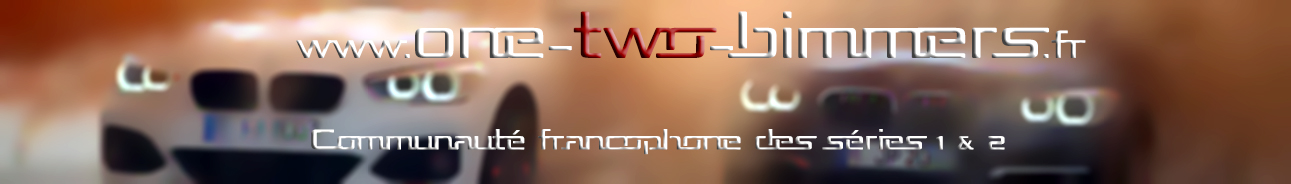 www.one-two-bimmers.fr
Communauté francophone des séries 1 & 2